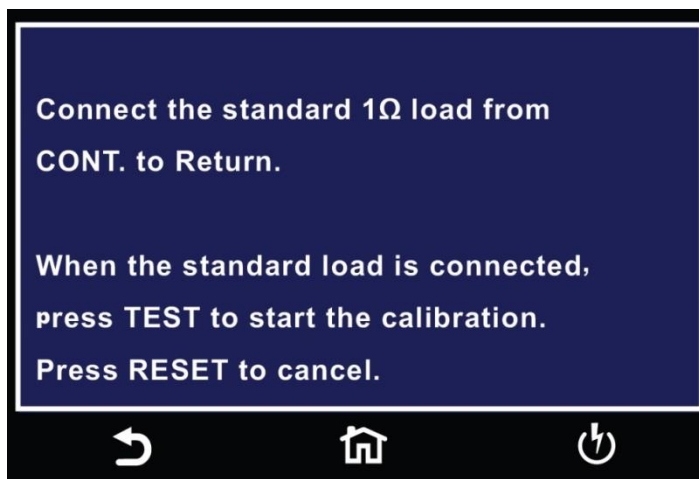 Connect the standard 1Ω load from
CONT. to Return.
When the standard load is connected,
press TEST to start the calibration.
Press RESET to cancel.